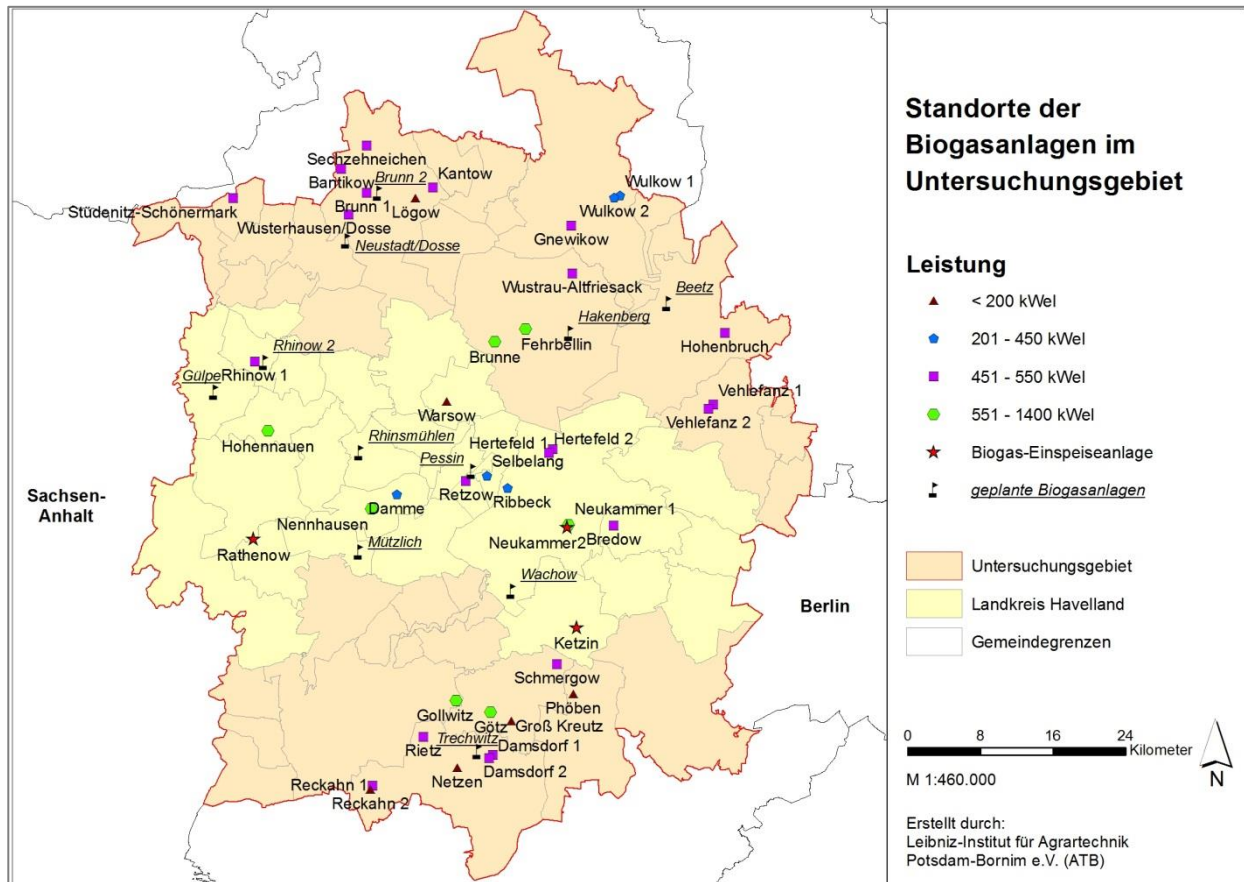 Sechzehneichen
Bantikow
Brunn 2
Kantow
Stüdenitz-Schönermark
Brunn 1
Lögow
Wulkow 1
Wulkow 2
Wusterhausen/Dosse
Gnewikow
Neustadt/Dosse
Wustrau-Altfriesack
Beetz
Hakenberg
Hohenbruch
Brunne
Fehrbellin
Rhinow 2
Gülpe
Rhinow 1
Vehlefanz 1
Warsow
Vehlefanz 2
Hohennauen
Rhinsmühlen
Hertefeld 1
Hertefeld 2
Pessin
Selbelang
Sachsen-
Anhalt
Retzow
Ribbeck
Damme
Neukammer 1
Nennhausen
Neukammer2
Bredow
Rathenow
Mützlich
Wachow
Berlin
Ketzin
Schmergow
Phöben
Gollwitz
Götz
Groß Kreutz
Rietz
Trechwitz
Damsdorf 1
Damsdorf 2
Netzen
Reckahn 1
Reckahn 2
Standorte der
Biogasanlagen im
Untersuchungsgebiet
Leistung
< 200 kWel
201 - 450 kWel
451 - 550 kWel
551 - 1400 kWel
Biogas-Einspeiseanlage
geplante Biogasanlagen
Untersuchungsgebiet
Landkreis Havelland
Gemeindegrenzen
0 8 16 24
Kilometer
M 1:460.000
N
Erstellt durch:
Leibniz-Institut für Agrartechnik
Potsdam-Bornim e.V. (ATB)